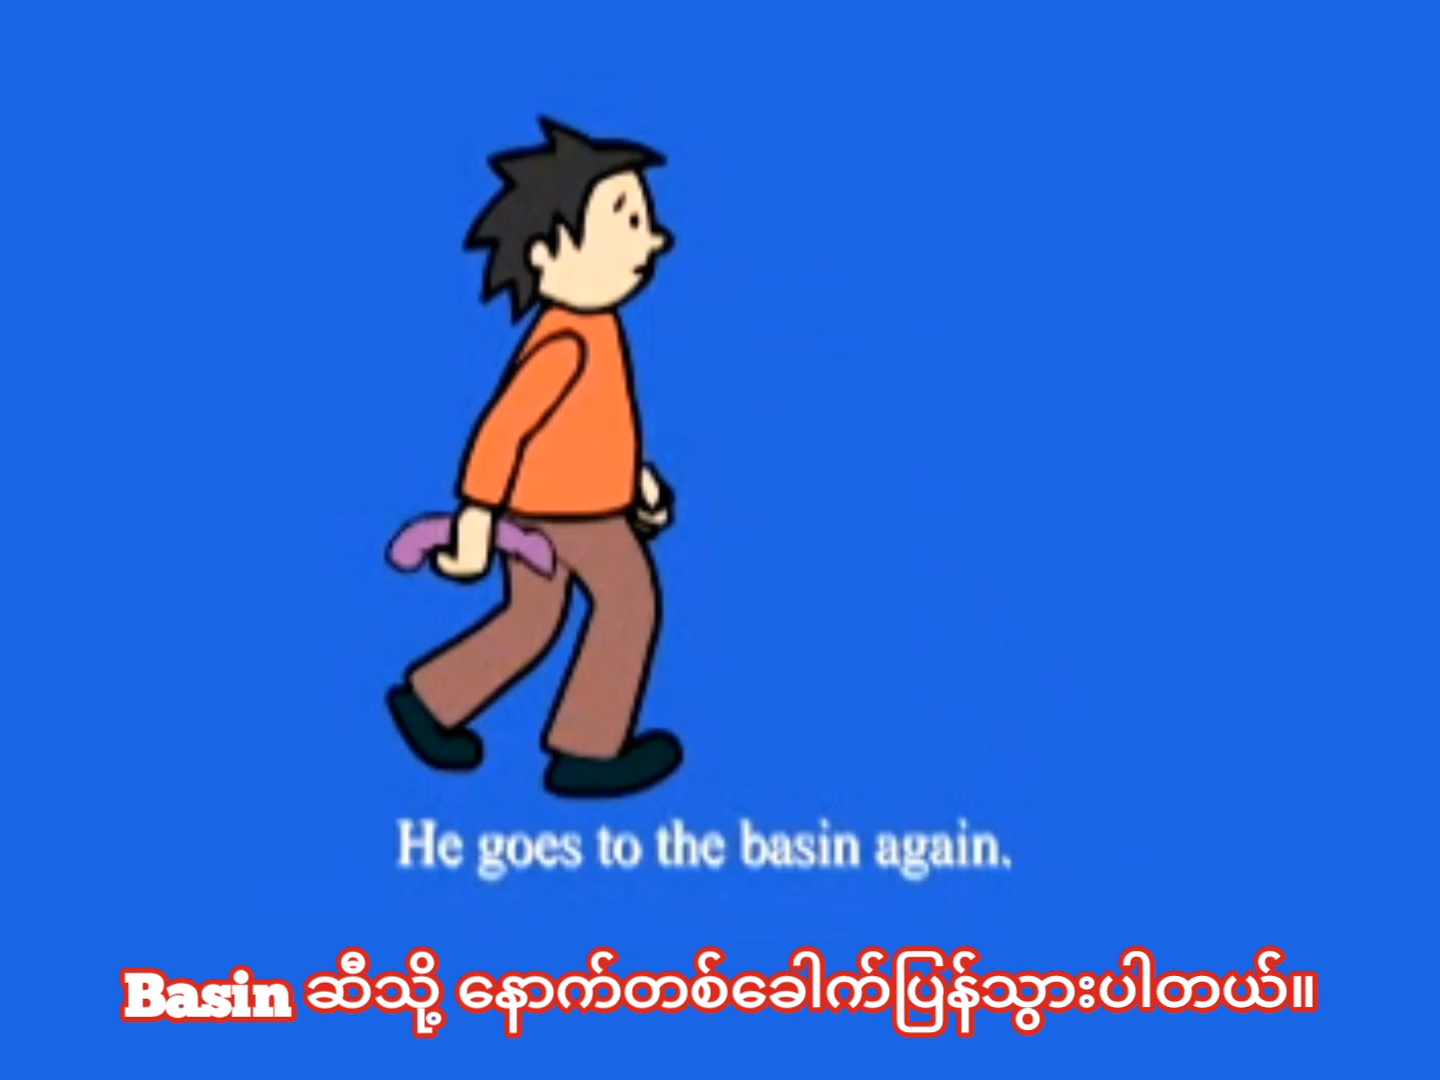 He goes to the basin again.
Basin ဆီသို့ နောက်တစ်ခေါက်ပြန်သွားပါတယ်။